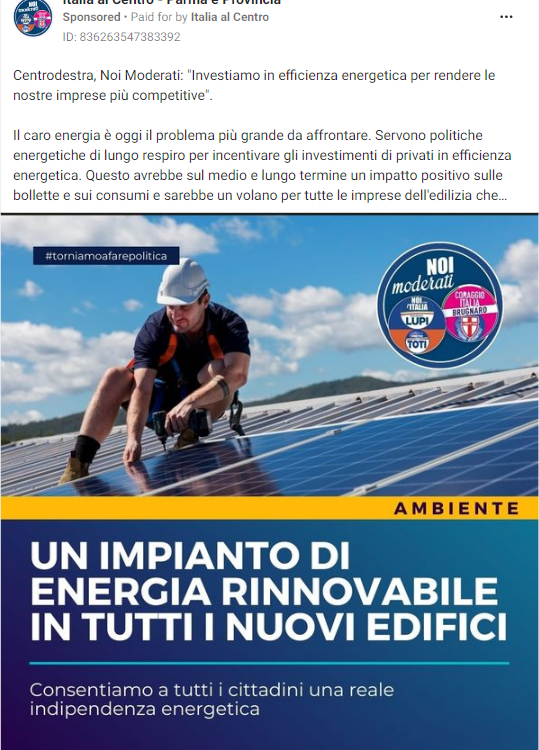 Italia al Centro - Parma e Provincia
Sponsored • Paid for by Italia al Centro
ID: 836263547383392
Centrodestra, Noi Moderati: "Investiamo in efficienza energetica per rendere le
nostre imprese più competitive".
Il caro energia è oggi il problema più grande da affrontare. Servono politiche
energetiche di lungo respiro per incentivare gli investimenti di privati in efficienza
energetica. Questo avrebbe sul medio e lungo termine un impatto positivo sulle
bollette e sui consumi e sarebbe un volano per tutte le imprese dell'edilizia che...
#torniamoafarepolitica
NOI
moderati
NOI
L'ITALIA
LUPI
TOTI
CORAGGIO
ITALIA
BRUGNARO
AMBIENTE
UN IMPIANTO DI
ENERGIA RINNOVABILE
IN TUTTI I NUOVI EDIFICI
Consentiamo a tutti i cittadini una reale
indipendenza energetica